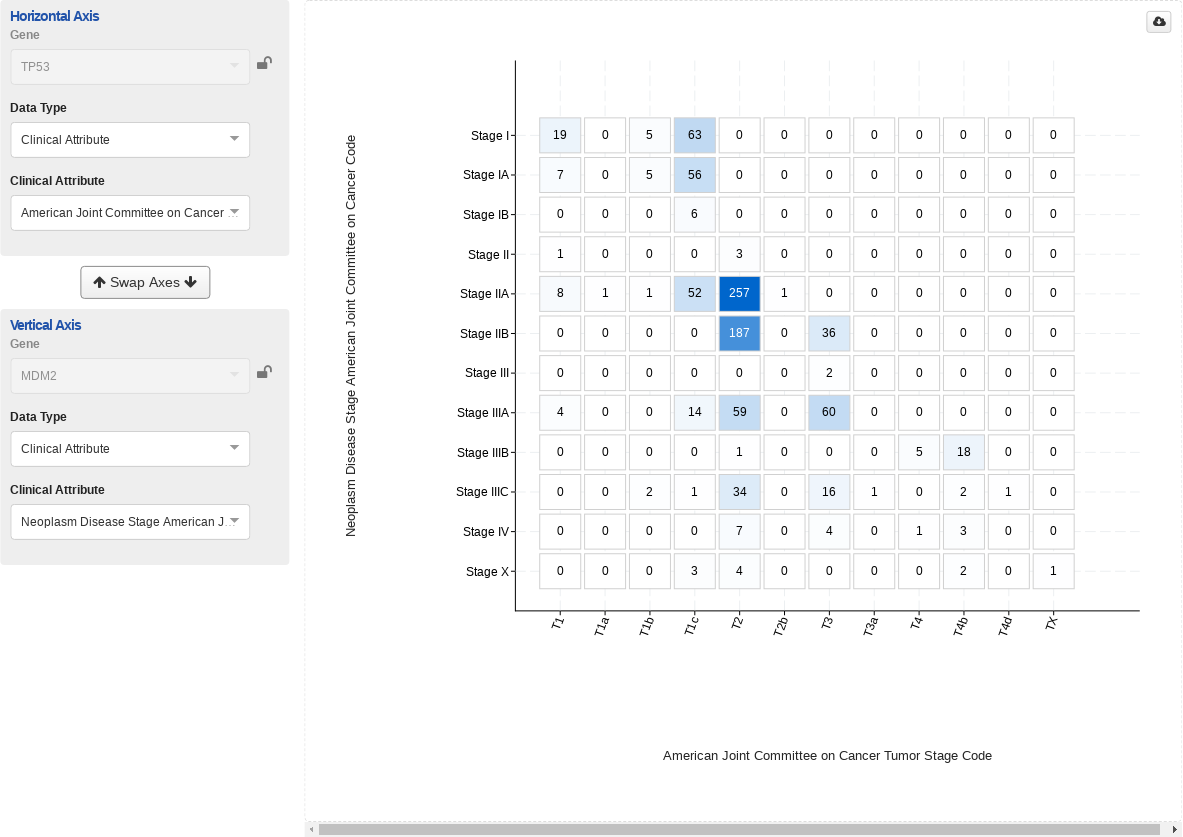 Horizontal Axis
Gene
TP53
Data Type
Clinical Attribute
Clinical Attribute
American Joint Committee on Cancer ...
Swap Axes
Vertical Axis
Gene
MDM2
Data Type
Clinical Attribute
Clinical Attribute
Neoplasm Disease Stage American J...
Neoplasm Disease Stage American Joint Committee on Cancer Code
Stage I 19 0 5 63 0 0 0 0 0 0 0 0
Stage IA 7 0 5 56 0 0 0 0 0 0 0 0
Stage IB 0 0 0 6 0 0 0 0 0 0 0 0
Stage II 1 0 0 0 3 0 0 0 0 0 0 0
Stage IIA 8 1 1 52 257 1 0 0 0 0 0 0
Stage IIB 0 0 0 0 187 0 36 0 0 0 0 0
Stage III 0 0 0 0 0 0 2 0 0 0 0 0
Stage IIIA 4 0 0 14 59 0 60 0 0 0 0 0
Stage IIIB 0 0 0 0 1 0 0 0 5 18 0 0
Stage IIIC 0 0 2 1 34 0 16 1 0 2 1 0
Stage IV 0 0 0 0 7 0 4 0 1 3 0 0
Stage X 0 0 0 3 4 0 0 0 0 2 0 1
T1 T1a T1b T1c T2 T2b T3 T3a T4 T4b T4d TX
American Joint Committee on Cancer Tumor Stage Code